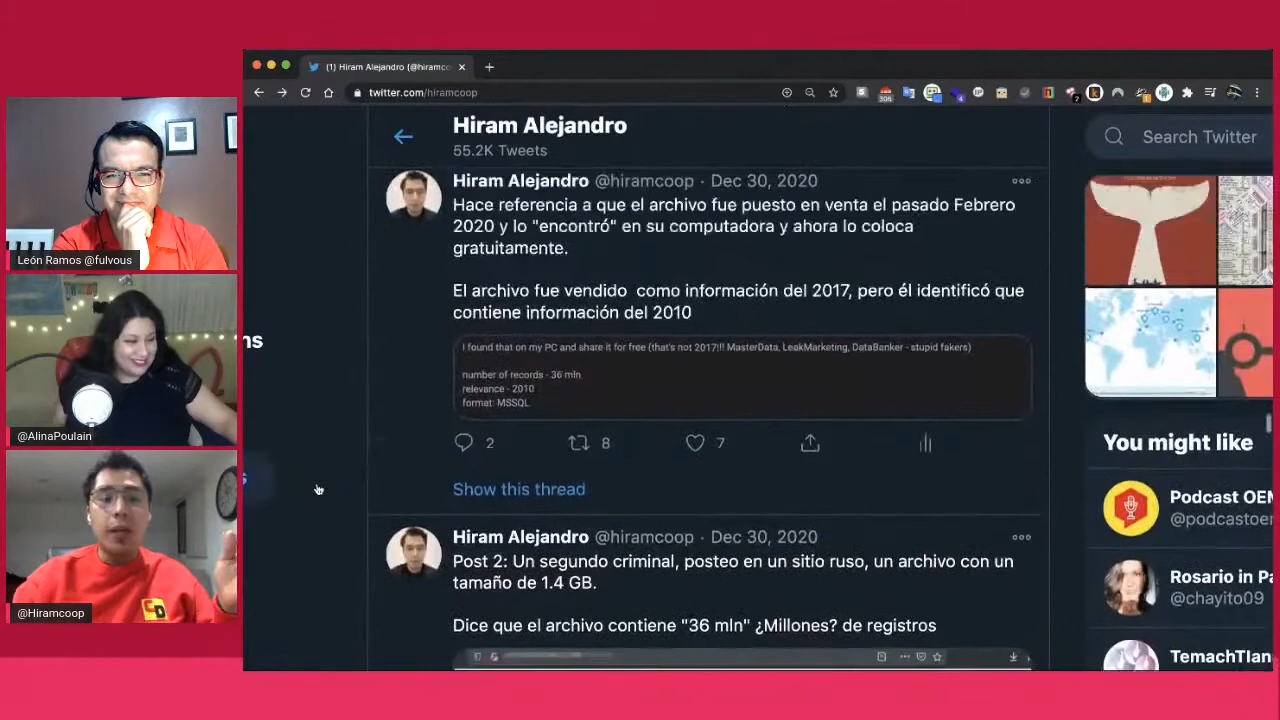 (1) Hiram Alejandro (@hiramco
twitter.com/hiramcoop
306
Hiram Alejandro
55.2K Tweets
Search Twitter
Hiram Alejandro @hiramcoop · Dec 30, 2020
Hace referencia a que el archivo fue puesto en venta el pasado Febrero
2020 y lo "encontró" en su computadora y ahora lo coloca
gratuitamente.
El archivo fue vendido como información del 2017, pero él identificó que
contiene información del 2010
I found that on my PC and share it for free (that's not 2017!!! MasterData, LeakMarketing, DataBanker - stupid fakers)
number of records - 36 mln
relevance - 2010
format: MSSQL
2 8 7
Show this thread
Hiram Alejandro @hiramcoop · Dec 30, 2020
Post 2: Un segundo criminal, posteo en un sitio ruso, un archivo con un
tamaño de 1.4 GB.
Dice que el archivo contiene "36 mln" ¿Millones? de registros
ns
s
You might like
Podcast OEM
@podcastoer
Rosario in Pa
@chayito09
TemachTlan
León Ramos @fulvous
@AlinaPoulain
@Hiramcoop